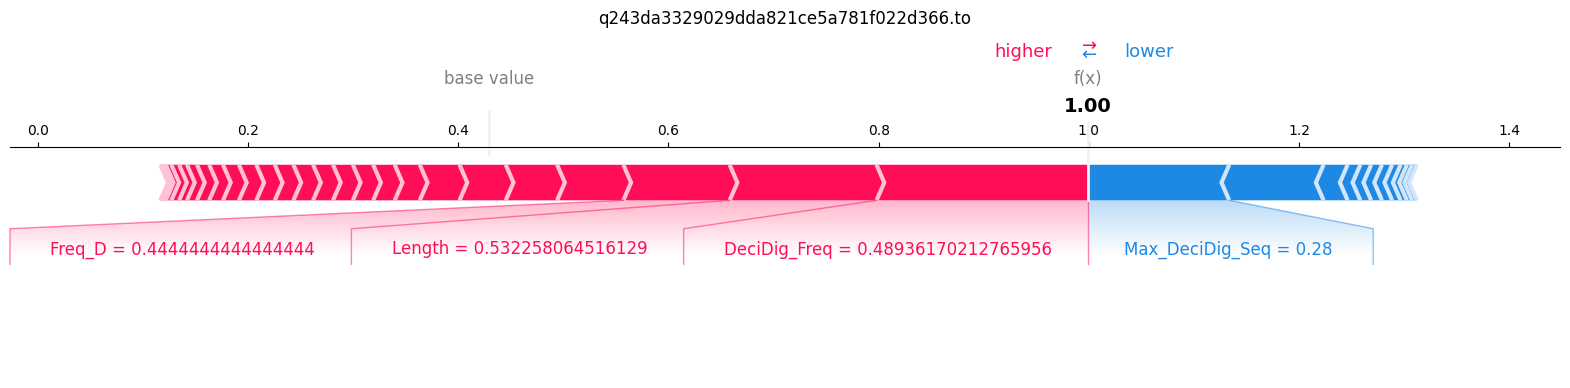 q243da3329029dda821ce5a781f022d366.to
higher ⇄ lower
base value f(x)
1.00
0.0 0.2 0.4 0.6 0.8 1.0 1.2 1.4
Freq_D = 0.4444444444444444 Length = 0.532258064516129 DeciDig_Freq = 0.48936170212765956 Max_DeciDig_Seq = 0.28